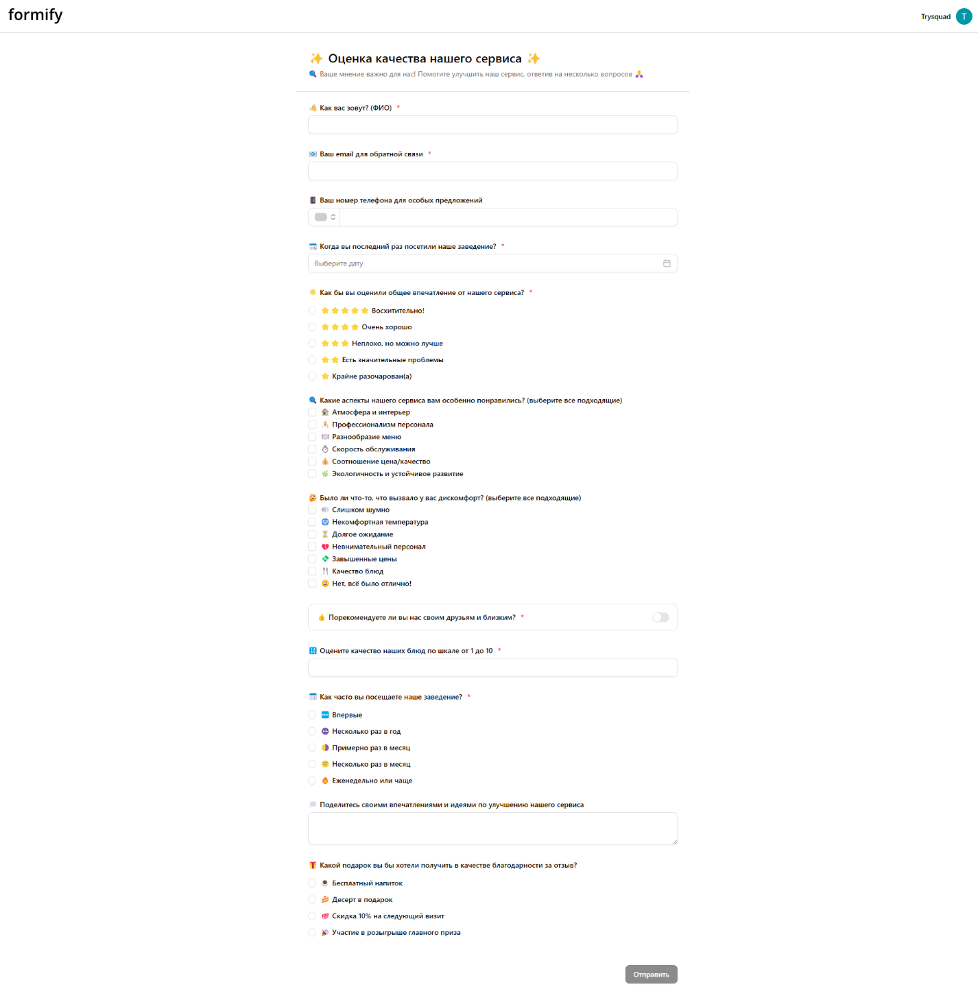 formify
Trysquad T
✨ Оценка качества нашего сервиса ✨
🔍 Ваше мнение важно для нас! Помогите улучшить наш сервис, ответив на несколько вопросов 🙏
👋 Как вас зовут? (ФИО) *
📧 Ваш email для обратной связи *
📱 Ваш номер телефона для особых предложений
📅 Когда вы последний раз посетили наше заведение? *
Выберите дату
🌟 Как бы вы оценили общее впечатление от нашего сервиса? *
⭐⭐⭐⭐⭐ Восхитительно!
⭐⭐⭐⭐ Очень хорошо
⭐⭐⭐ Неплохо, но можно лучше
⭐⭐ Есть значительные проблемы
⭐ Крайне разочарован(а)
🔍 Какие аспекты нашего сервиса вам особенно понравились? (выберите все подходящие)
🏠 Атмосфера и интерьер
👨‍🍳 Профессионализм персонала
🍽️ Разнообразие меню
⏱️ Скорость обслуживания
💰 Соотношение цена/качество
🌿 Экологичность и устойчивое развитие
🤔 Было ли что-то, что вызвало у вас дискомфорт? (выберите все подходящие)
🔊 Слишком шумно
🥶 Некомфортная температура
⏳ Долгое ожидание
💔 Невнимательный персонал
💸 Завышенные цены
🍴 Качество блюд
😀 Нет, всё было отлично!
👍 Порекомендуете ли вы нас своим друзьям и близким? *
🔢 Оцените качество наших блюд по шкале от 1 до 10 *
📅 Как часто вы посещаете наше заведение? *
🆕 Впервые
🌚 Несколько раз в год
🌗 Примерно раз в месяц
🌝 Несколько раз в месяц
🔥 Еженедельно или чаще
💭 Поделитесь своими впечатлениями и идеями по улучшению нашего сервиса
🎁 Какой подарок вы бы хотели получить в качестве благодарности за отзыв?
☕ Бесплатный напиток
🍰 Десерт в подарок
💯 Скидка 10% на следующий визит
🎉 Участие в розыгрыше главного приза
Отправить